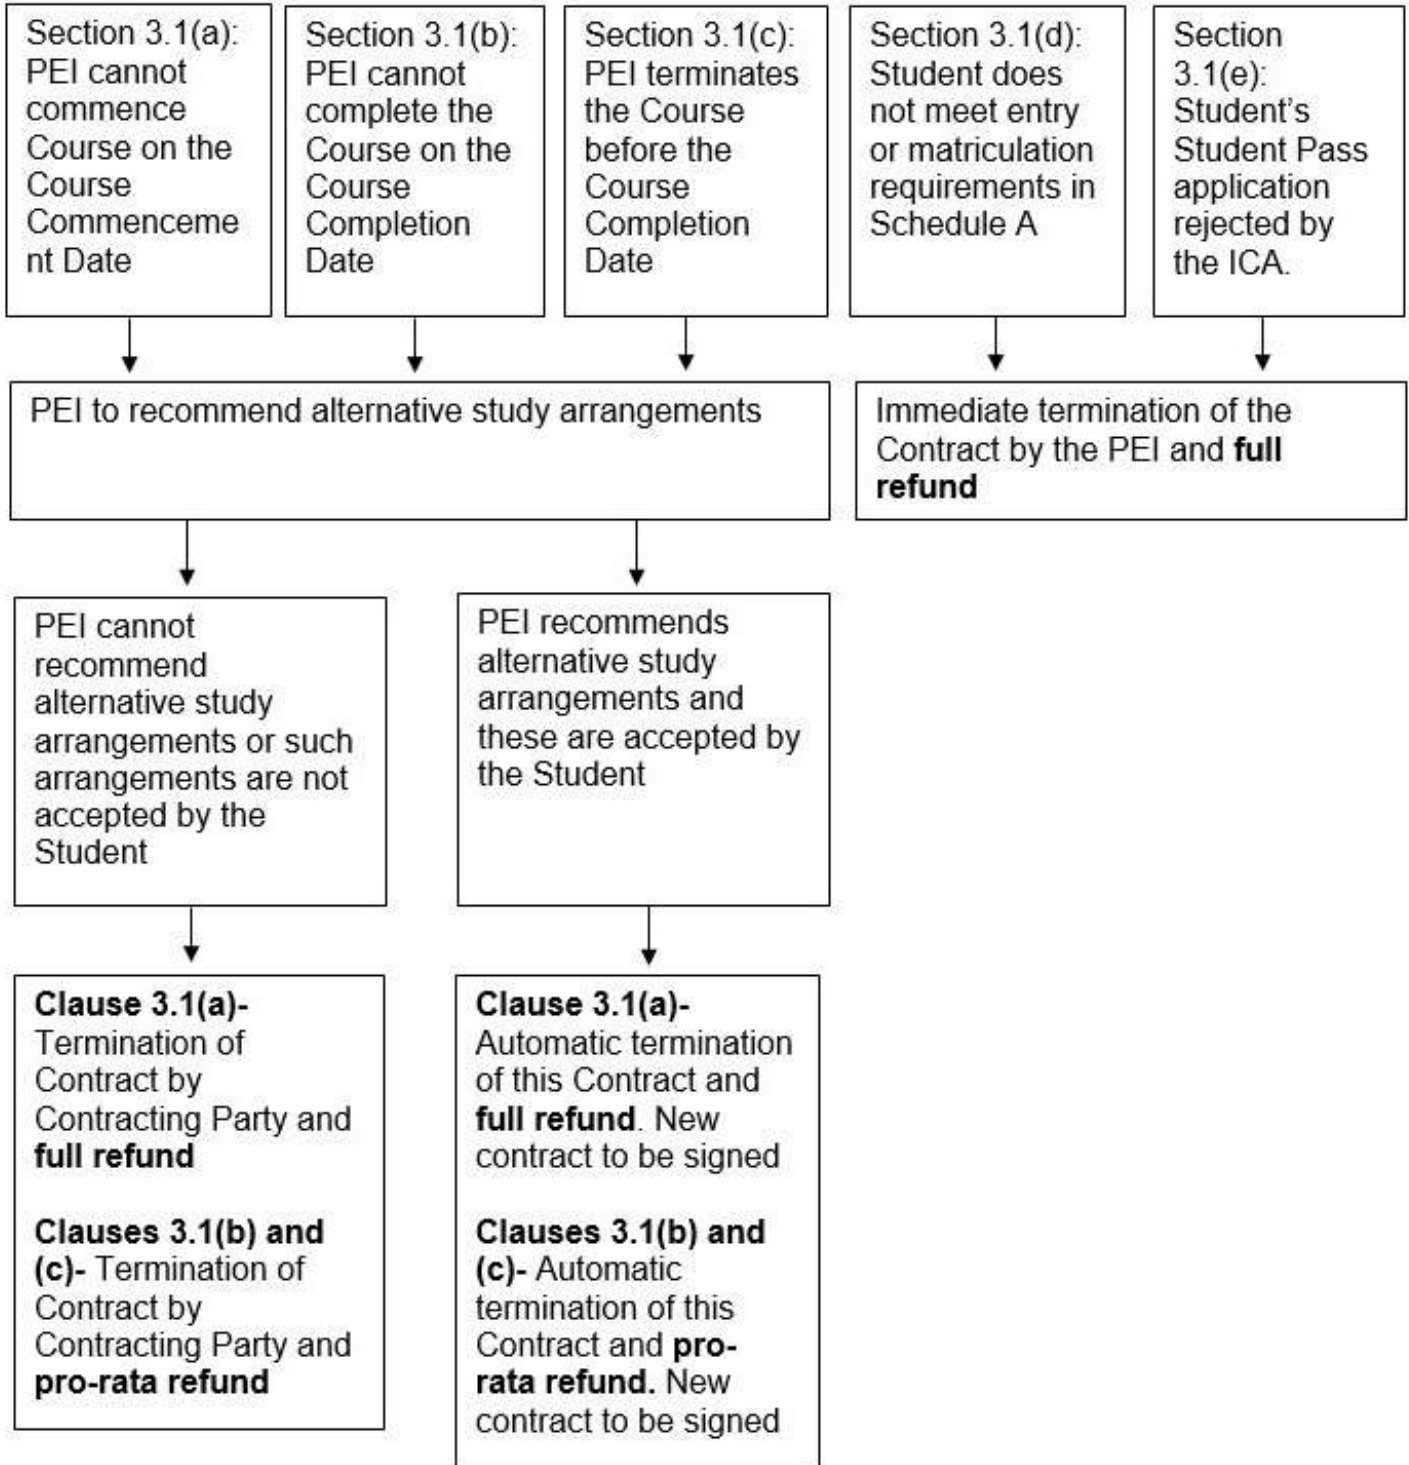 Section 3.1(a):
PEI cannot
commence
Course on the
Course
Commenceme
nt Date
Section 3.1(b):
PEI cannot
complete the
Course on the
Course
Completion
Date
Section 3.1(c):
PEI terminates
the Course
before the
Course
Completion
Date
Section 3.1(d):
Student does
not meet entry
or matriculation
requirements in
Schedule A
Section
3.1(e):
Student’s
Student Pass
application
rejected by
the ICA.
PEI to recommend alternative study arrangements
Immediate termination of the
Contract by the PEI and full
refund
PEI cannot
recommend
alternative study
arrangements or such
arrangements are not
accepted by the
Student
PEI recommends
alternative study
arrangements and
these are accepted by
the Student
Clause 3.1(a)-
Termination of
Contract by
Contracting Party and
full refund
Clauses 3.1(b) and
(c)- Termination of
Contract by
Contracting Party and
pro-rata refund
Clause 3.1(a)-
Automatic termination
of this Contract and
full refund. New
contract to be signed
Clauses 3.1(b) and
(c)- Automatic
termination of this
Contract and pro-
rata refund. New
contract to be signed